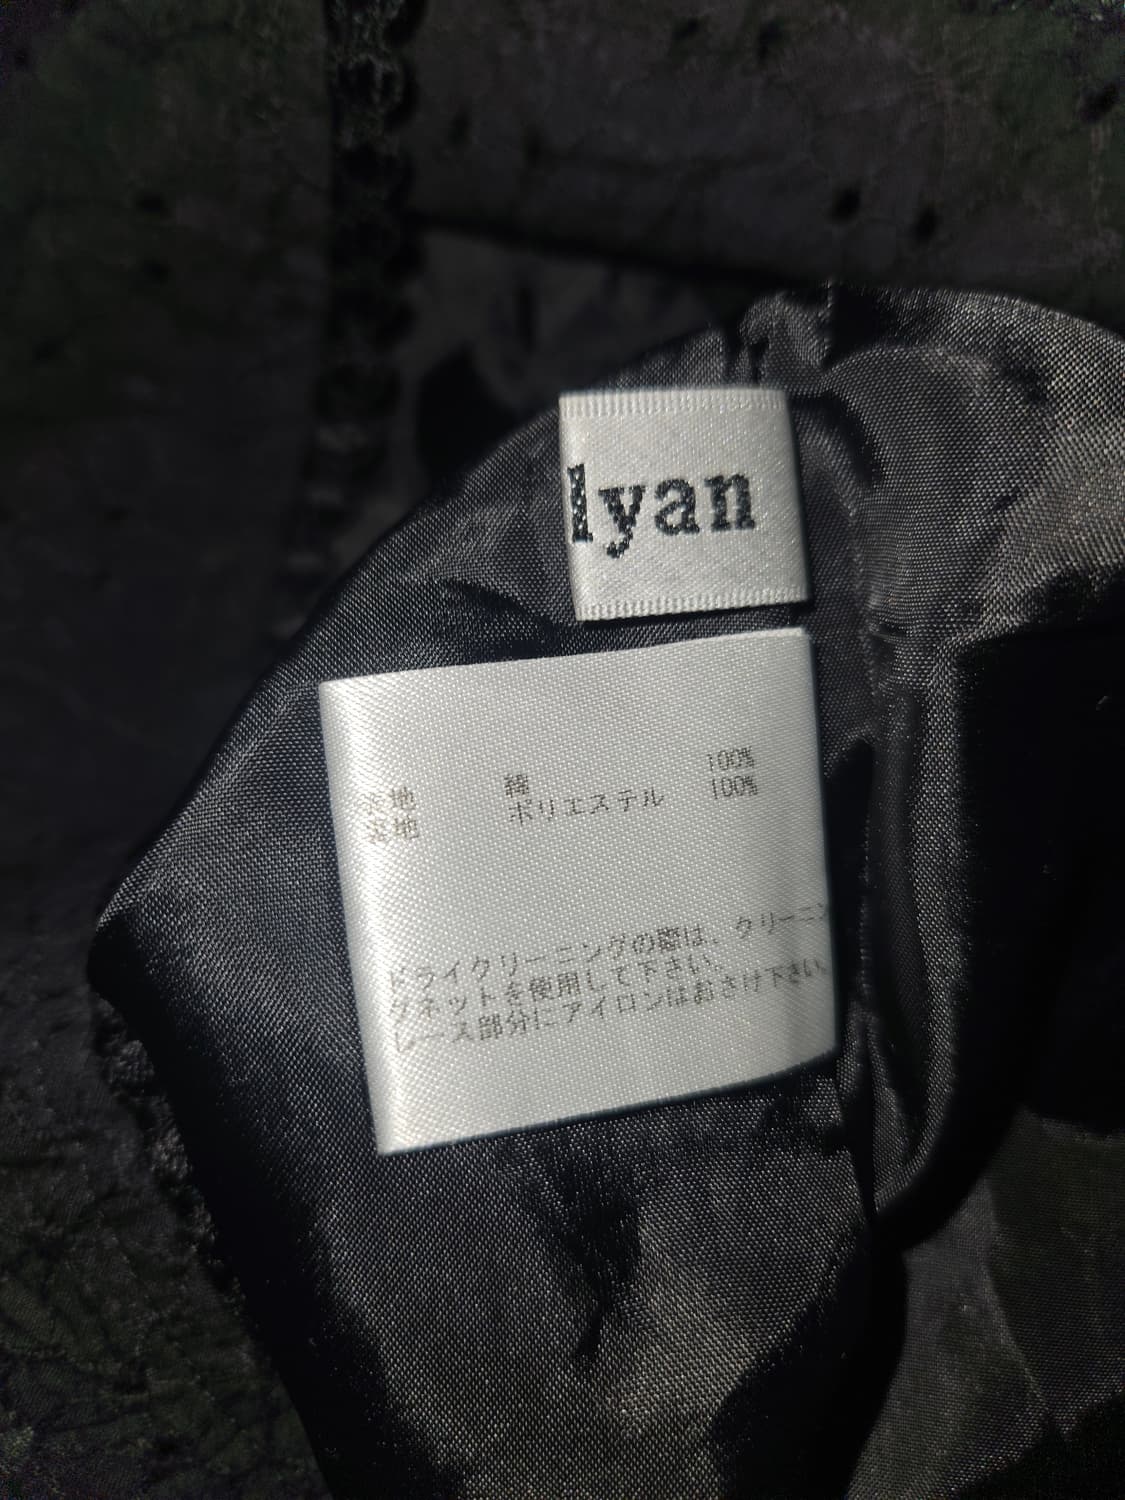 lyan
地 綿 100%
裏地 ポリエステル 100%
ドライクリーニングの際は、クリーニン
グネットを使用して下さい。
レース部分にアイロンはおさけ下さい。